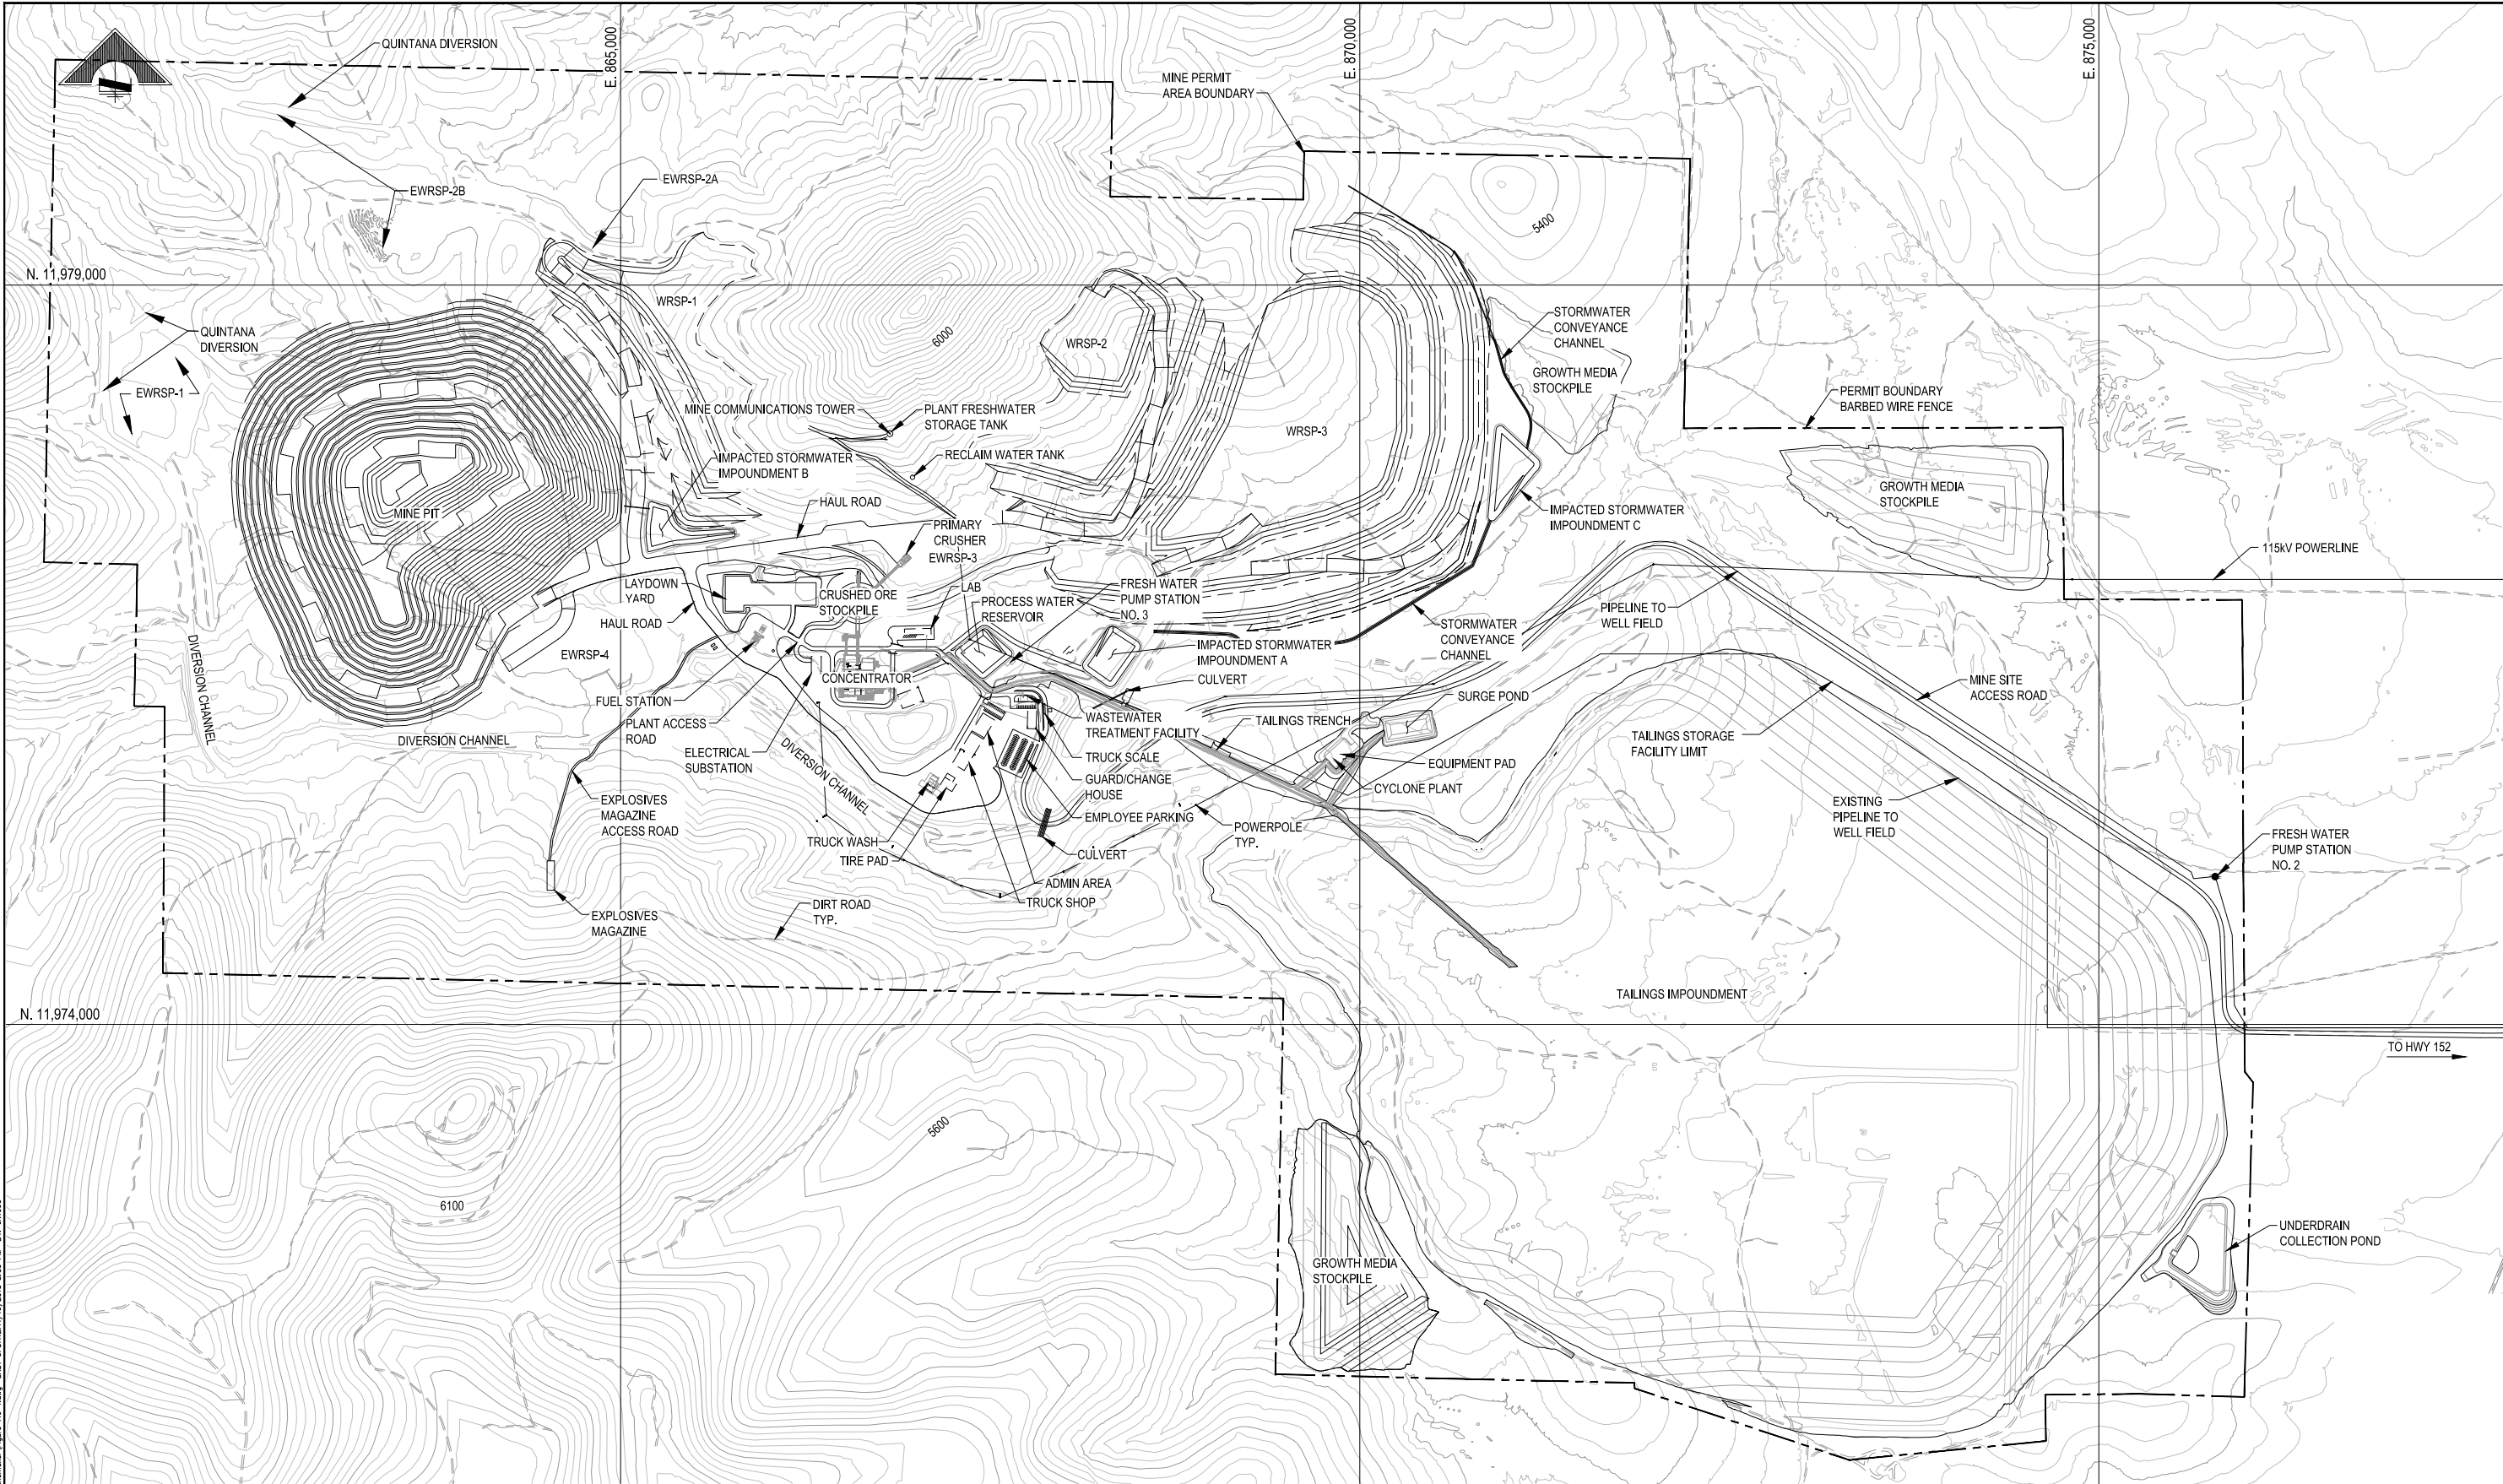 QUINTANA DIVERSION
E. 865,000
E. 870,000
E. 875,000
MINE PERMIT
AREA BOUNDARY
EWRSP-2B
EWRSP-2A
5400
N. 11,979,000
WRSP-1
6000
WRSP-2
STORMWATER
CONVEYANCE
CHANNEL
QUINTANA
DIVERSION
GROWTH MEDIA
STOCKPILE
EWRSP-1
PERMIT BOUNDARY
BARBED WIRE FENCE
MINE COMMUNICATIONS TOWER
PLANT FRESHWATER
STORAGE TANK
WRSP-3
IMPACTED STORMWATER
IMPOUNDMENT B
RECLAIM WATER TANK
GROWTH MEDIA
STOCKPILE
HAUL ROAD
MINE PIT
IMPACTED STORMWATER
IMPOUNDMENT C
PRIMARY
CRUSHER
EWRSP-3
115kV POWERLINE
LAYDOWN
YARD
CRUSHED ORE
STOCKPILE
LAB
FRESH WATER
PUMP STATION
NO. 3
PROCESS WATER
RESERVOIR
PIPELINE TO
WELL FIELD
HAUL ROAD
STORMWATER
CONVEYANCE
CHANNEL
DIVERSION CHANNEL
EWRSP-4
IMPACTED STORMWATER
IMPOUNDMENT A
CONCENTRATOR
CULVERT
MINE SITE
ACCESS ROAD
FUEL STATION
SURGE POND
PLANT ACCESS
ROAD
WASTEWATER
TREATMENT FACILITY
TAILINGS TRENCH
TAILINGS STORAGE
FACILITY LIMIT
DIVERSION CHANNEL
ELECTRICAL
SUBSTATION
DIVERSION CHANNEL
TRUCK SCALE
EQUIPMENT PAD
GUARD/CHANGE
HOUSE
CYCLONE PLANT
EXPLOSIVES
MAGAZINE
ACCESS ROAD
EXISTING
PIPELINE TO
WELL FIELD
EMPLOYEE PARKING
POWERPOLE
TYP.
TRUCK WASH
FRESH WATER
PUMP STATION
NO. 2
TIRE PAD
CULVERT
ADMIN AREA
TRUCK SHOP
DIRT ROAD
TYP.
EXPLOSIVES
MAGAZINE
TAILINGS IMPOUNDMENT
N. 11,974,000
TO HWY 152
5600
6100
UNDERDRAIN
COLLECTION POND
GROWTH MEDIA
STOCKPILE